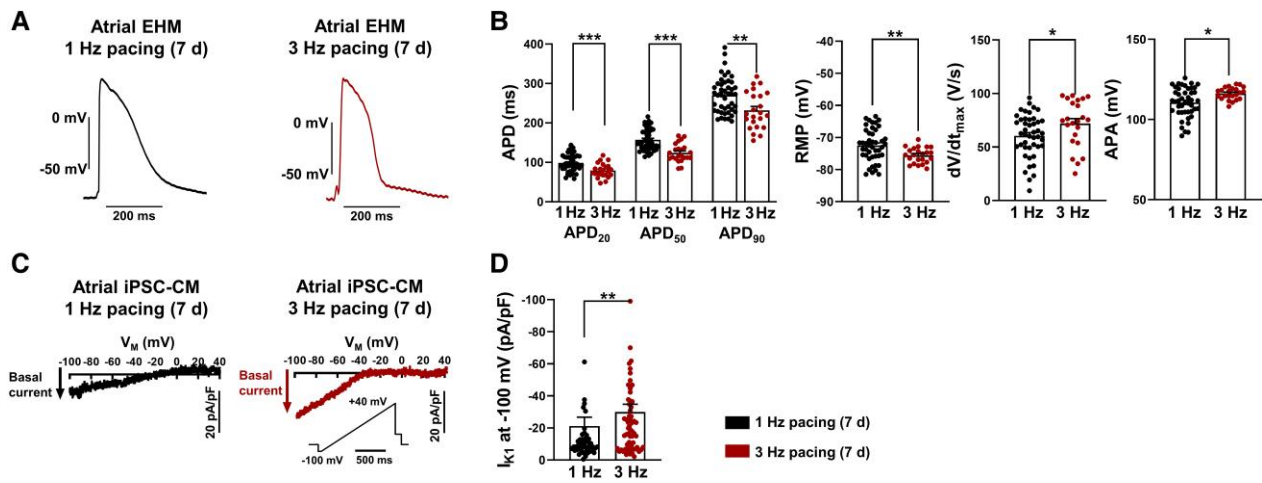 A
Atrial EHM
1 Hz pacing (7 d)
0 mV
-50 mV
200 ms
Atrial EHM
3 Hz pacing (7 d)
0 mV
-50 mV
200 ms
B
APD (ms)
400
300
200
100
0
***
***
**
1 Hz 3 Hz 1 Hz 3 Hz 1 Hz 3 Hz
APD20 APD50 APD90
RMP (mV)
-40
-50
-60
-70
-80
-90
**
1 Hz 3 Hz
dV/dtmax (V/s)
150
100
50
0
*
1 Hz 3 Hz
APA (mV)
150
100
50
*
1 Hz 3 Hz
C
Atrial iPSC-CM
1 Hz pacing (7 d)
VM (mV)
-100 -80 -60 -40 -20 0 20 40
Basal
current
20 pA/pF
Atrial iPSC-CM
3 Hz pacing (7 d)
VM (mV)
-100 -80 -60 -40 -20 0 20 40
Basal
current
+40 mV
-100 mV
500 ms
20 pA/pF
D
IK1 at -100 mV (pA/pF)
-100
-80
-60
-40
-20
0
**
1 Hz 3 Hz
1 Hz pacing (7 d)
3 Hz pacing (7 d)